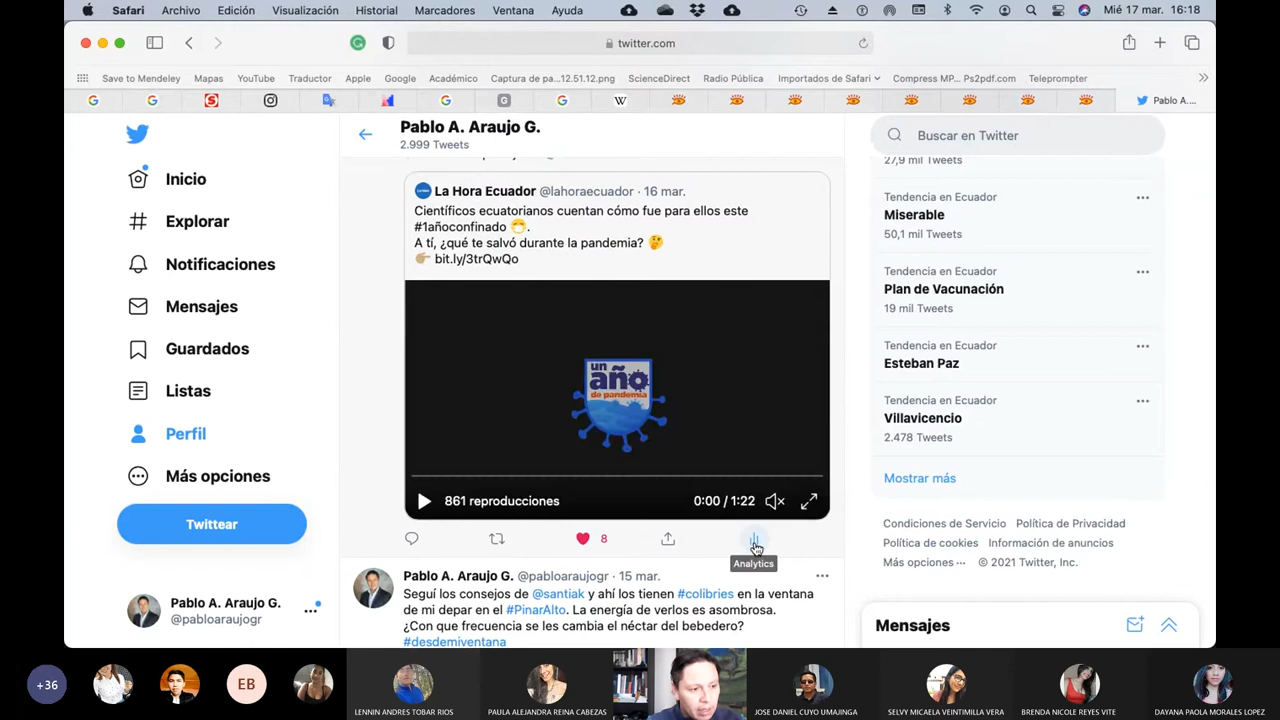 Safari Archivo Edición Visualización Historial Marcadores Ventana Ayuda Mié 17 mar. 16:18
twitter.com
Save to Mendeley Mapas YouTube Traductor Apple Google Académico Captura de pa...12.51.12.png ScienceDirect Radio Pública Importados de Safari Compress MP... Ps2pdf.com Teleprompter
Pablo A....
Inicio
Explorar
Notificaciones
Mensajes
Guardados
Listas
Perfil
Más opciones
Twittear
Pablo A. Araujo G.
@pabloaraujogr
Pablo A. Araujo G.
2.999 Tweets
La Hora Ecuador @lahoraecuador · 16 mar.
Científicos ecuatorianos cuentan cómo fue para ellos este
#1añoconfinado 😷.
A tí, ¿qué te salvó durante la pandemia? 🤔
👉🏼 bit.ly/3trQwQo
un
año
de pandemia
861 reproducciones 0:00 / 1:22
8
Analytics
Pablo A. Araujo G. @pabloaraujogr · 15 mar.
Seguí los consejos de @santiak y ahí los tienen #colibries en la ventana
de mi depar en el #PinarAlto. La energía de verlos es asombrosa.
¿Con que frecuencia se les cambia el néctar del bebedero?
#desdemiventana
Buscar en Twitter
27,9 mil Tweets
Tendencia en Ecuador
Miserable
50,1 mil Tweets
Tendencia en Ecuador
Plan de Vacunación
19 mil Tweets
Tendencia en Ecuador
Esteban Paz
Tendencia en Ecuador
Villavicencio
2.478 Tweets
Mostrar más
Condiciones de Servicio Política de Privacidad
Política de cookies Información de anuncios
Más opciones ··· © 2021 Twitter, Inc.
Mensajes
+36
EB
LENNIN ANDRES TOBAR RIOS
PAULA ALEJANDRA REINA CABEZAS
JOSE DANIEL CUYO UMAJINGA
SELVY MICAELA VEINTIMILLA VERA
BRENDA NICOLE REYES VITE
DAYANA PAOLA MORALES LOPEZ